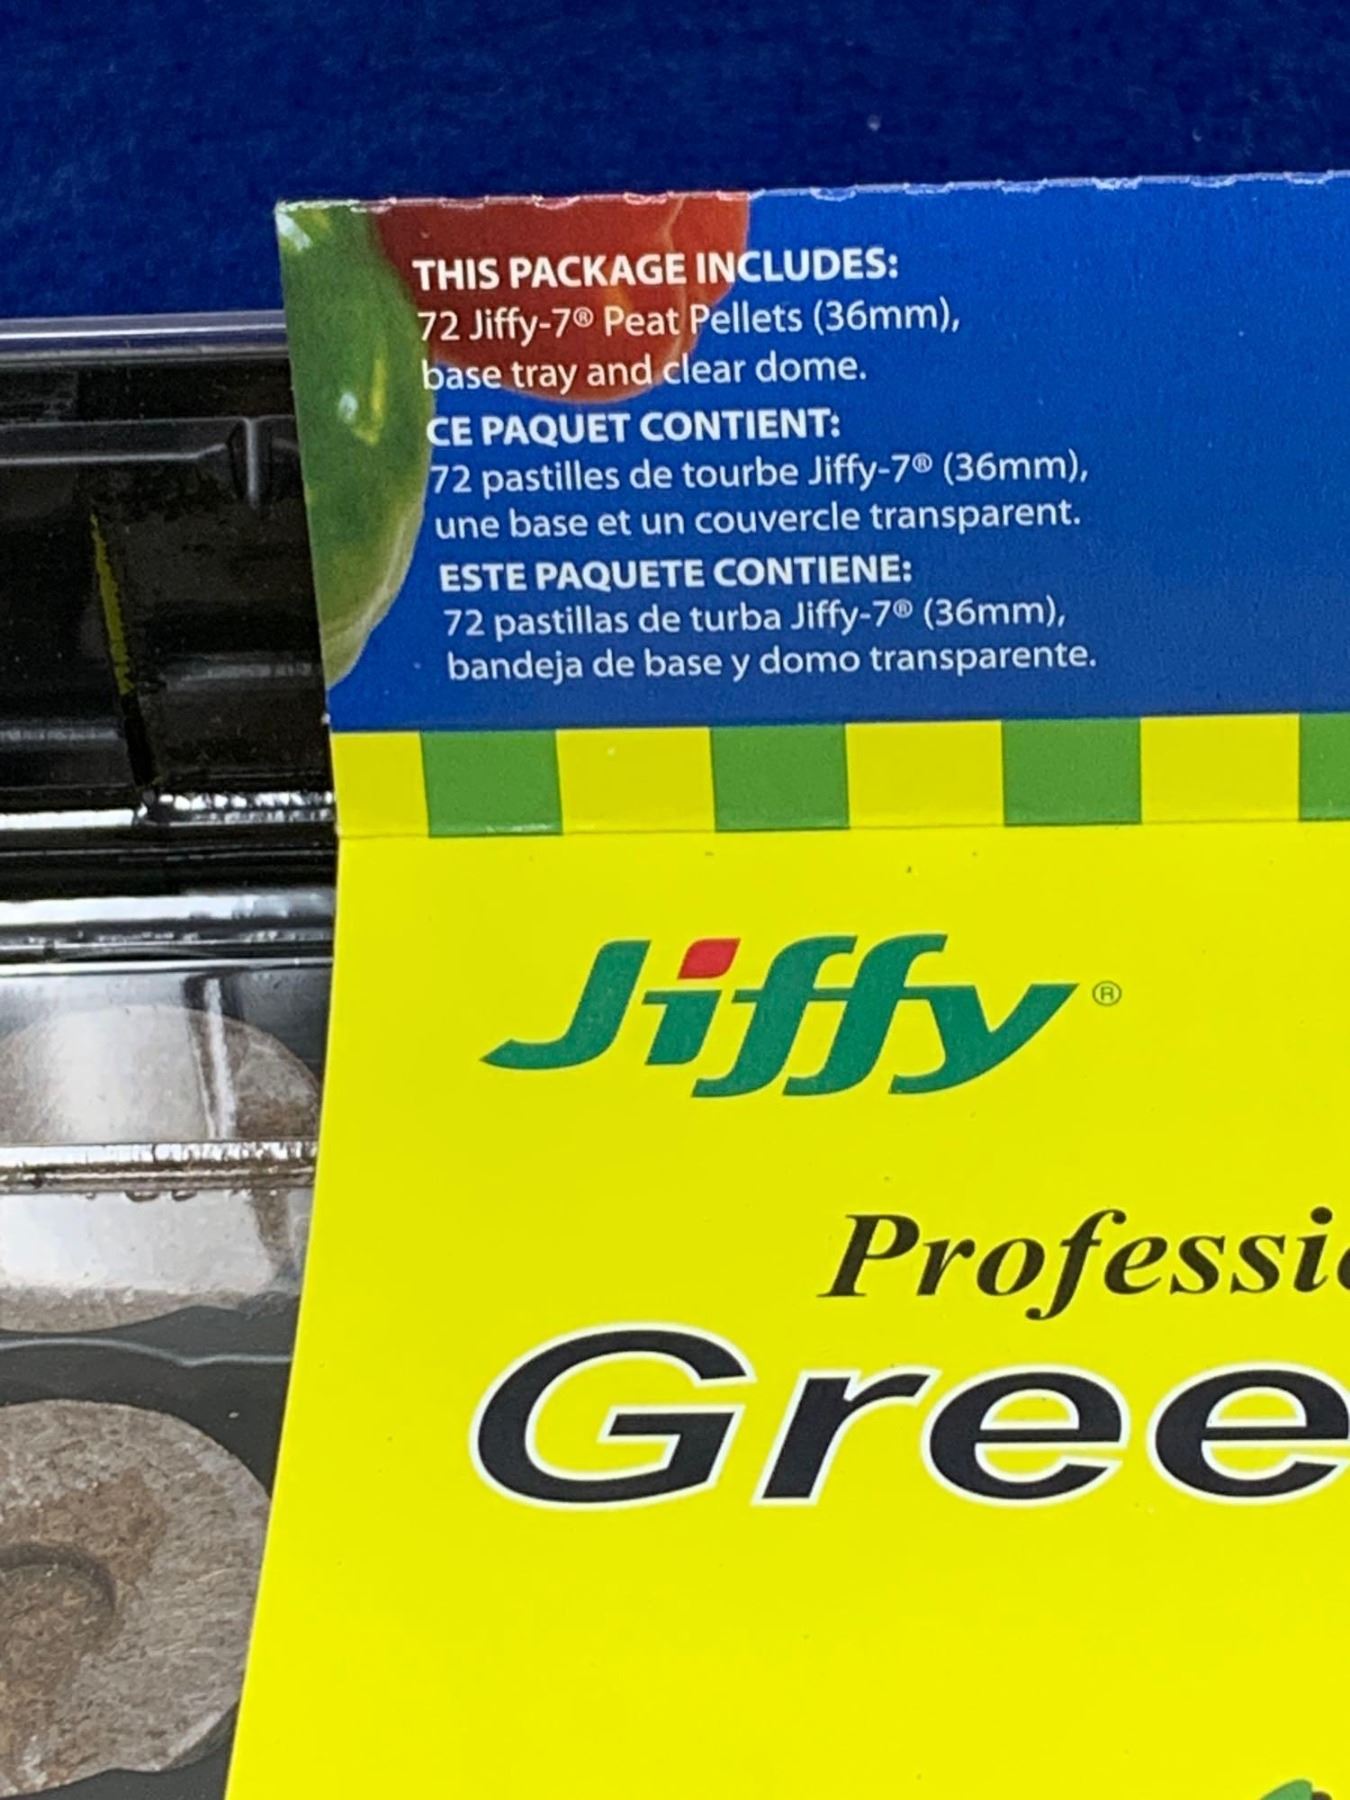 THIS PACKAGE INCLUDES:
72 Jiffy-7® Peat Pellets (36mm),
base tray and clear dome.
CE PAQUET CONTIENT:
72 pastilles de tourbe Jiffy-7® (36mm),
une base et un couvercle transparent.
ESTE PAQUETE CONTIENE:
72 pastillas de turba Jiffy-7® (36mm),
bandeja de base y domo transparente.
Jiffy®